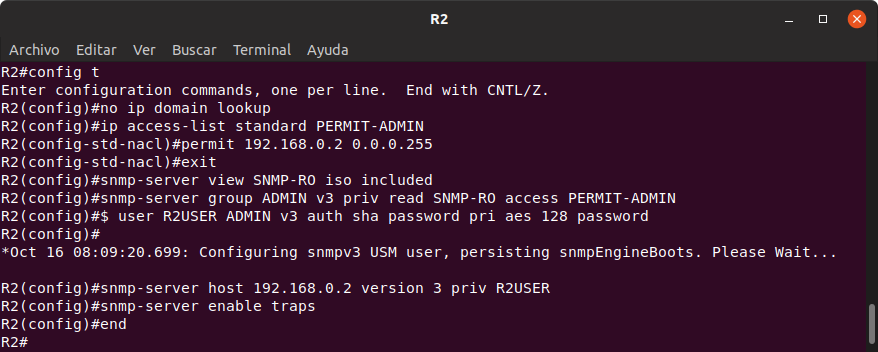 R2
Archivo Editar Ver Buscar Terminal Ayuda
R2#config t
Enter configuration commands, one per line.  End with CNTL/Z.
R2(config)#no ip domain lookup
R2(config)#ip access-list standard PERMIT-ADMIN
R2(config-std-nacl)#permit 192.168.0.2 0.0.0.255
R2(config-std-nacl)#exit
R2(config)#snmp-server view SNMP-RO iso included
R2(config)#snmp-server group ADMIN v3 priv read SNMP-RO access PERMIT-ADMIN
R2(config)#$ user R2USER ADMIN v3 auth sha password pri aes 128 password
R2(config)#
*Oct 16 08:09:20.699: Configuring snmpv3 USM user, persisting snmpEngineBoots. Please Wait...
R2(config)#snmp-server host 192.168.0.2 version 3 priv R2USER
R2(config)#snmp-server enable traps
R2(config)#end
R2#